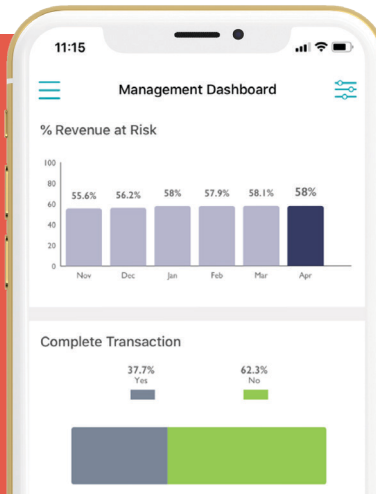 11:15
Management Dashboard
% Revenue at Risk
100
80
60
40
20
0
55.6% 56.2% 58% 57.9% 58.1% 58%
Nov Dec Jan Feb Mar Apr
Complete Transaction
37.7% 62.3%
Yes No